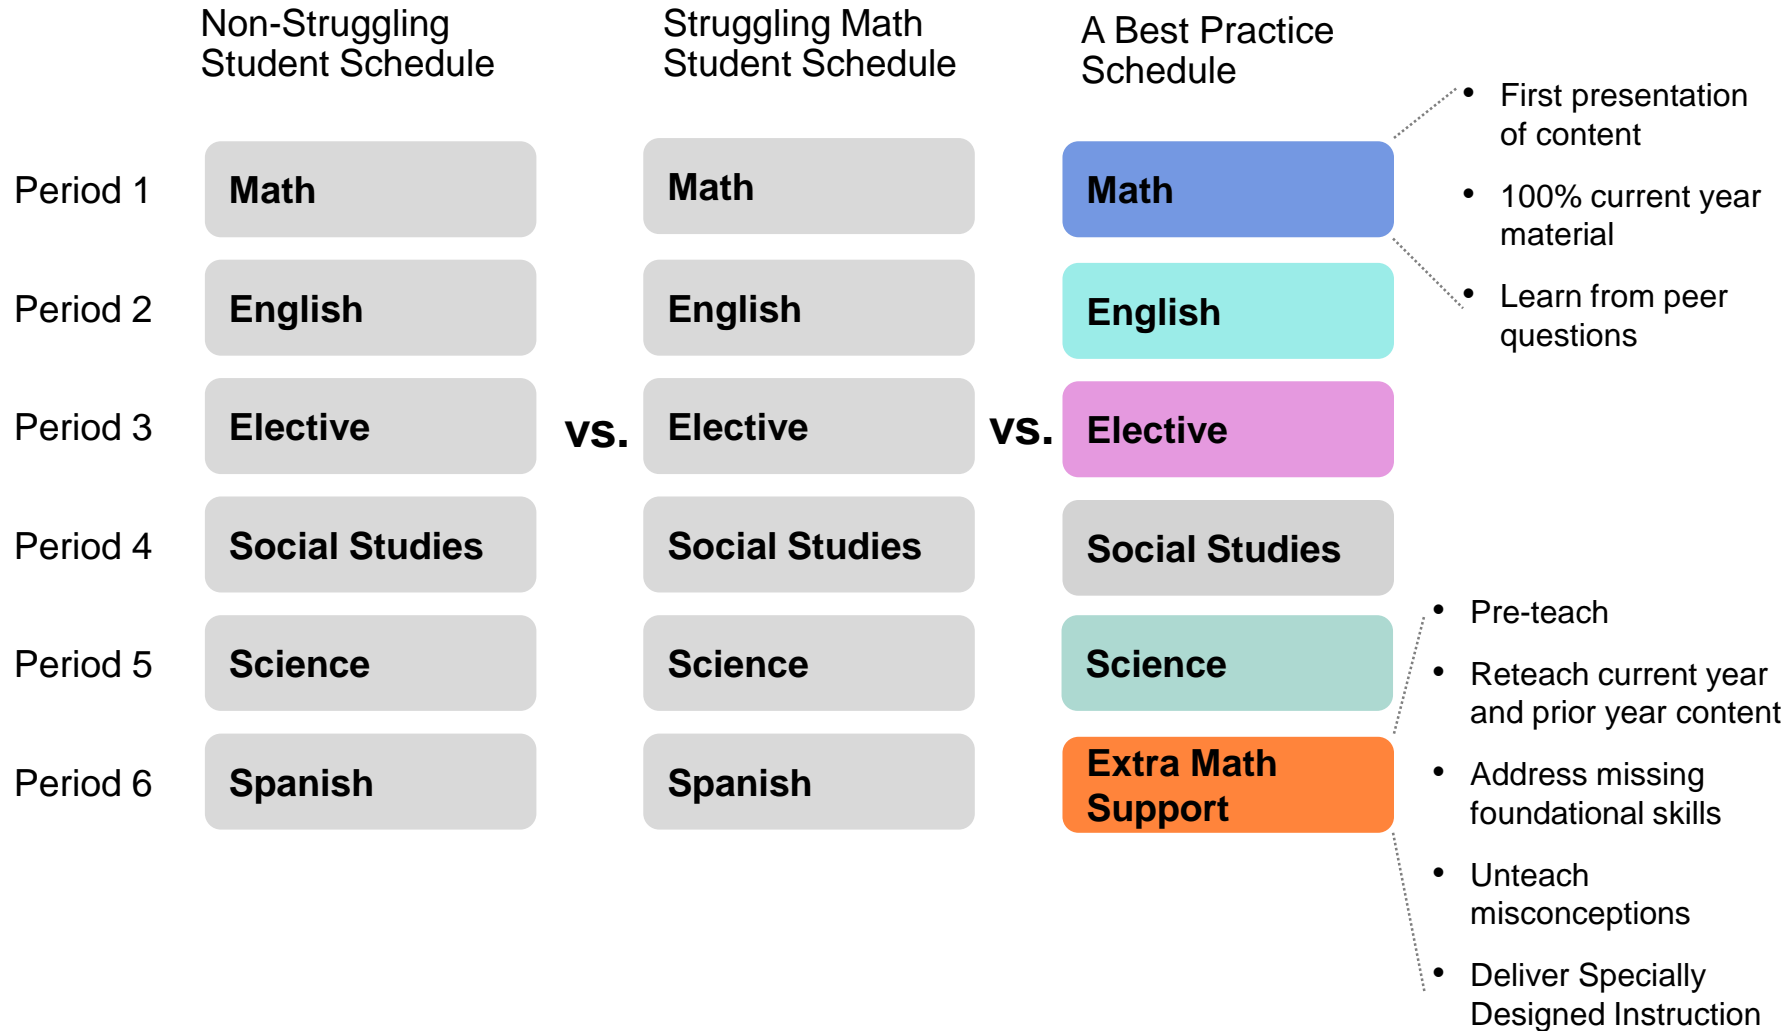 Non-Struggling
Student Schedule
Struggling Math
Student Schedule
A Best Practice
Schedule
• First presentation
of content
• 100% current year
material
• Learn from peer
questions
Period 1
Math
Math
Math
Period 2
English
English
English
Period 3
Elective
vs.
Elective
vs.
Elective
Period 4
Social Studies
Social Studies
Social Studies
Period 5
Science
Science
Science
Period 6
Spanish
Spanish
Extra Math
Support
• Pre-teach
• Reteach current year
and prior year content
• Address missing
foundational skills
• Unteach
misconceptions
• Deliver Specially
Designed Instruction